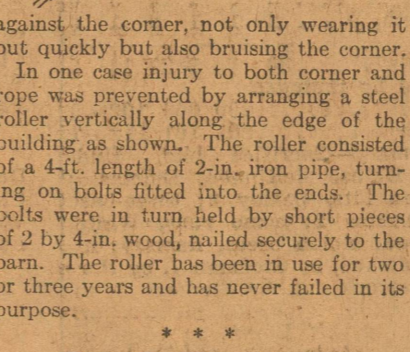 against the corner, not only wearing it
out quickly but also bruising the corner.
In one case injury to both corner and
rope was prevented by arranging a steel
roller vertically along the edge of the
building as shown. The roller consisted
of a 4-ft. length of 2-in. iron pipe, turn-
ing on bolts fitted into the ends. The
bolts were in turn held by short pieces
of 2 by 4-in. wood, nailed securely to the
barn. The roller has been in use for two
or three years and has never failed in its
purpose.
* * *